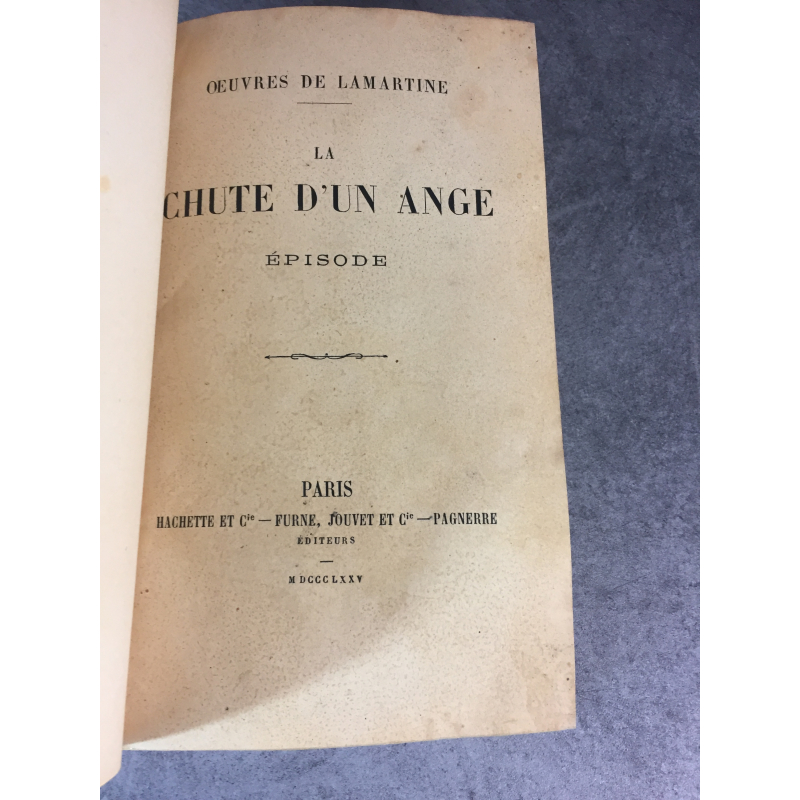 OEUVRES DE LAMARTINE
LA
CHUTE D'UN ANGE
ÉPISODE
PARIS
HACHETTE ET Cie — FURNE, JOUVET ET Cie — PAGNERRE
ÉDITEURS
MDCCCLXXV